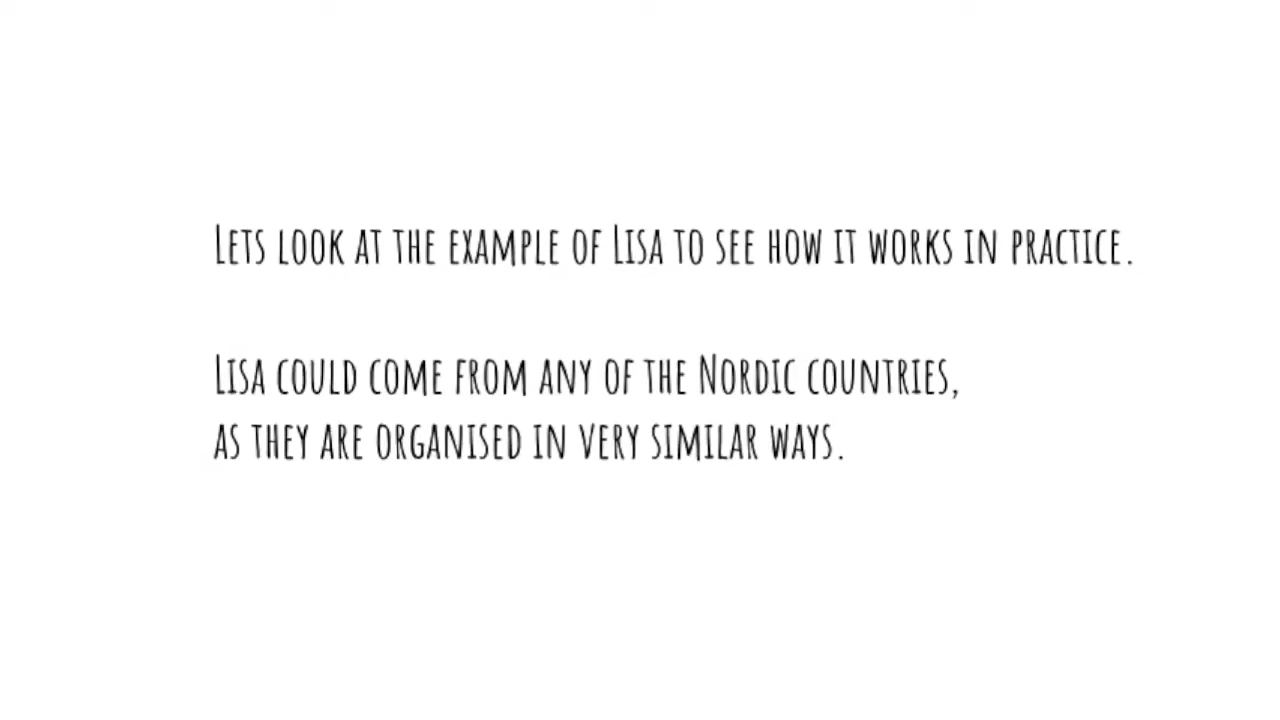 Lets look at the example of Lisa to see how it works in practice.
Lisa could come from any of the Nordic countries,
as they are organised in very similar ways.